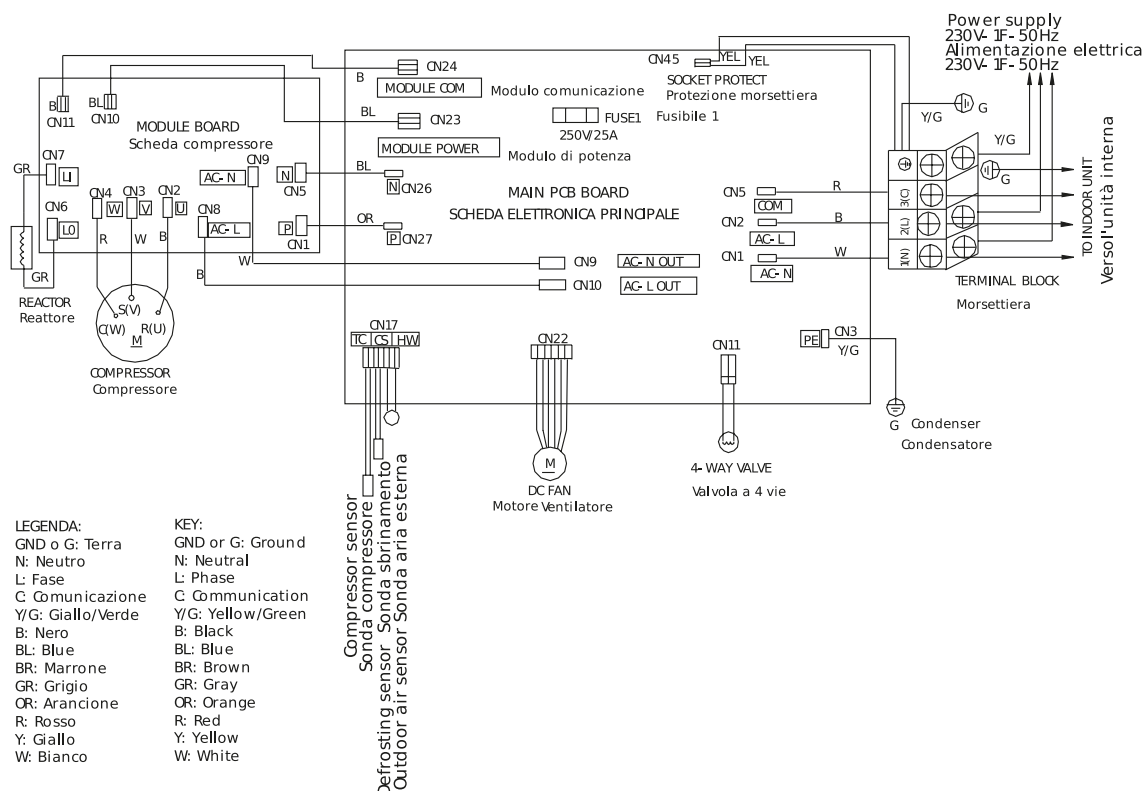 Power supply
230V- 1F- 50Hz
Alimentazione elettrica
230V- 1F- 50Hz
CN24
B
MODULE COM
Modulo comunicazione
CN45
YEL
YEL
SOCKET PROTECT
Protezione morsettiera
B
CN11
BL
CN10
MODULE BOARD
Scheda compressore
BL
CN23
MODULE POWER
Modulo di potenza
FUSE1
Fusibile 1
250V/25A
Y/G
G
Y/G
G
GR
CN7
LI
CN4
W
CN3
V
CN2
U
CN9
AC- N
N
CN5
BL
N
CN26
MAIN PCB BOARD
SCHEDA ELETTRONICA PRINCIPALE
CN5
COM
R
3(C)
CN6
L0
CN8
AC- L
P
CN1
OR
P
CN27
CN2
AC- L
B
2(L)
CN1
AC- N
W
1(N)
TO INDOOR UNIT
Versol'unità interna
R
W
B
B
W
CN9
AC- N OUT
CN10
AC- L OUT
TERMINAL BLOCK
Morsettiera
GR
REACTOR
Reattore
S(V)
C(W)
R(U)
M
COMPRESSOR
Compressore
CN17
TC
CS
HW
CN22
CN11
PE
CN3
Y/G
G
Condenser
Condensatore
M
DC FAN
Motore Ventilatore
4- WAY VALVE
Valvola a 4 vie
Compressor sensor
Sonda compressore
Defrosting sensor Sonda sbrinamento
Outdoor air sensor Sonda aria esterna
LEGENDA:
GND o G: Terra
N: Neutro
L: Fase
C: Comunicazione
Y/G: Giallo/Verde
B: Nero
BL: Blue
BR: Marrone
GR: Grigio
OR: Arancione
R: Rosso
Y: Giallo
W: Bianco
KEY:
GND or G: Ground
N: Neutral
L: Phase
C: Communication
Y/G: Yellow/Green
B: Black
BL: Blue
BR: Brown
GR: Gray
OR: Orange
R: Red
Y: Yellow
W: White